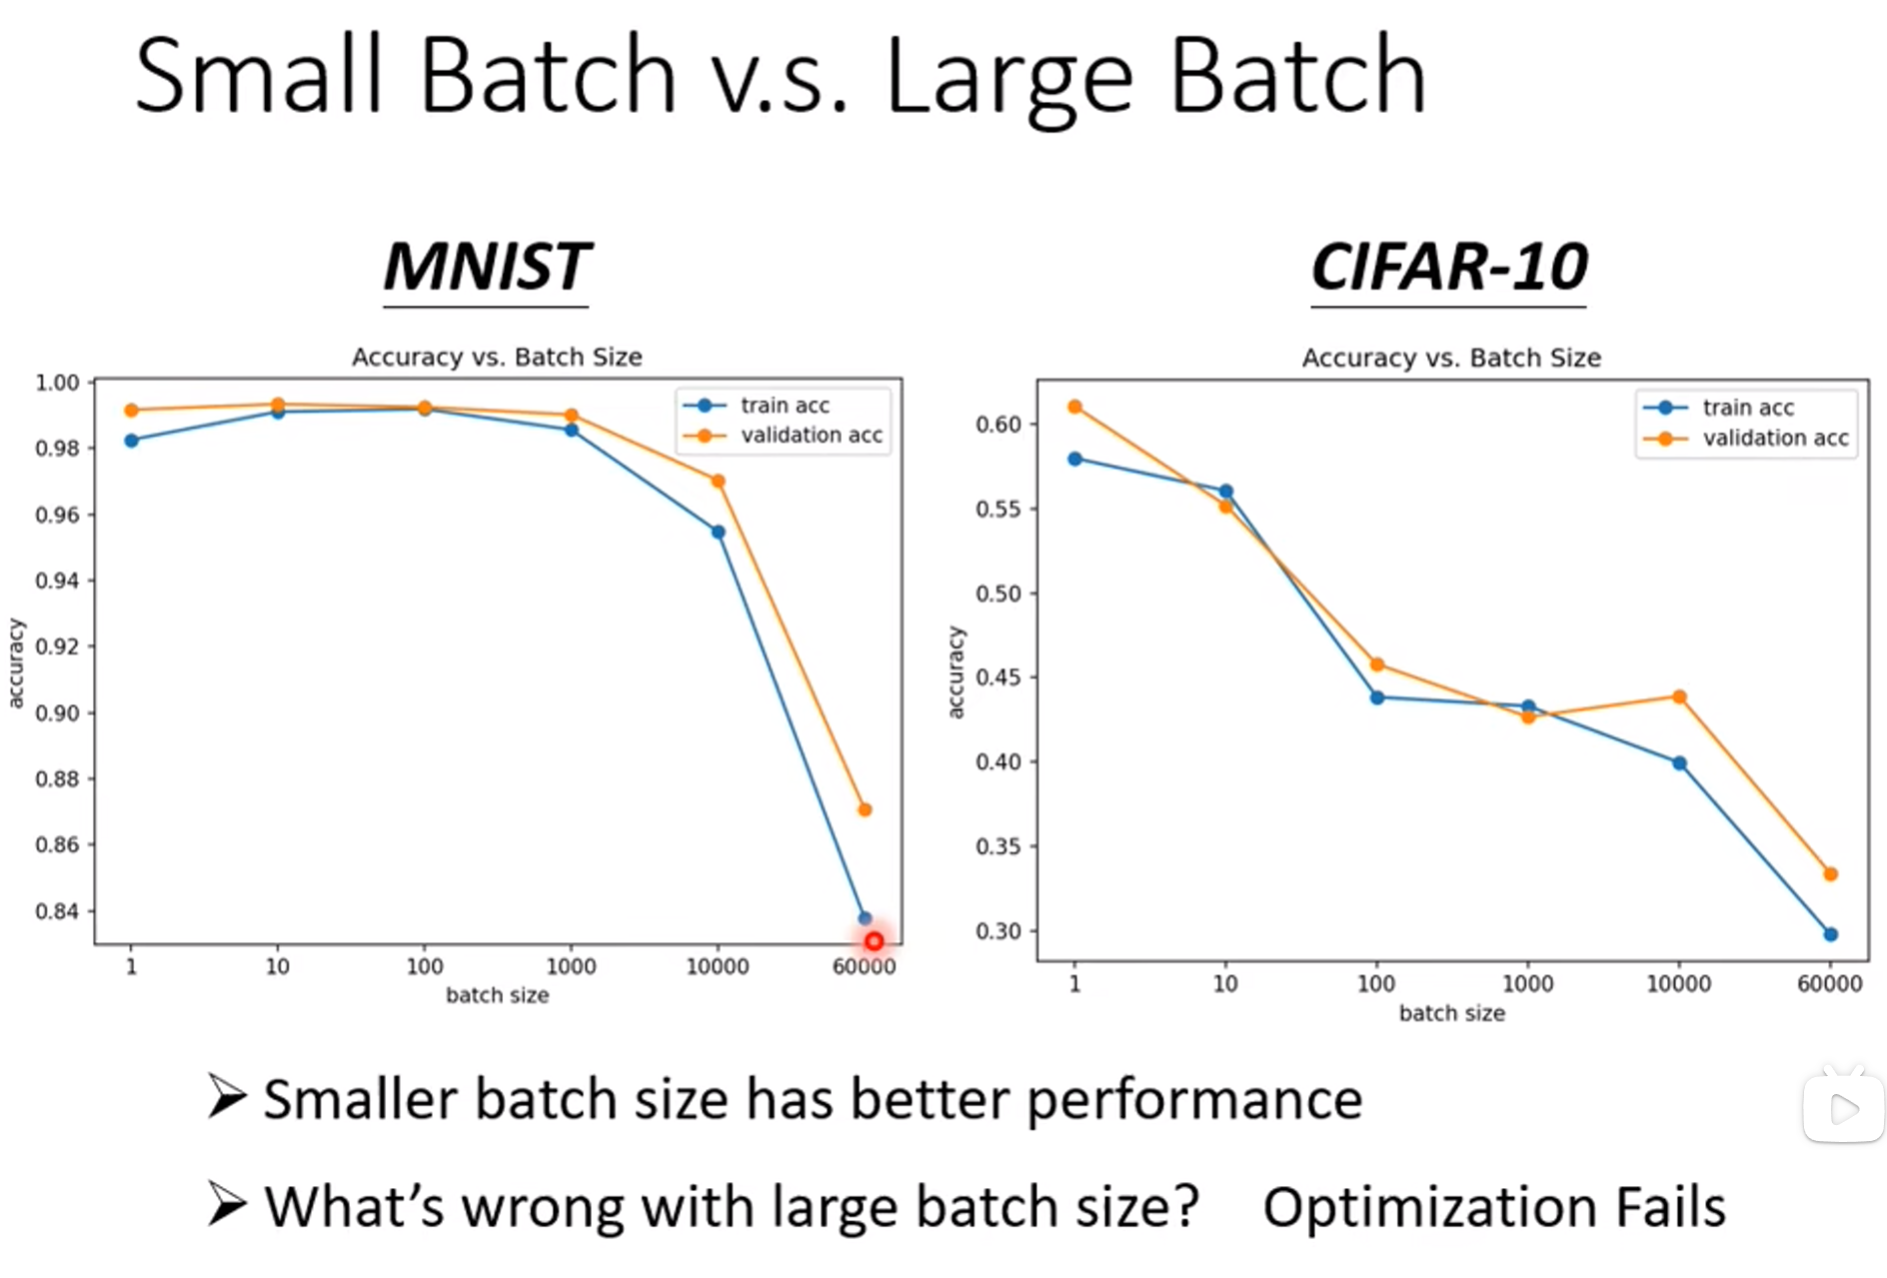 Small Batch v.s. Large Batch
MNIST
Accuracy vs. Batch Size
train acc
validation acc
1.00
0.98
0.96
0.94
0.92
0.90
0.88
0.86
0.84
accuracy
1 10 100 1000 10000 60000
batch size
CIFAR-10
Accuracy vs. Batch Size
train acc
validation acc
0.60
0.55
0.50
0.45
0.40
0.35
0.30
accuracy
1 10 100 1000 10000 60000
batch size
Smaller batch size has better performance
What’s wrong with large batch size? Optimization Fails